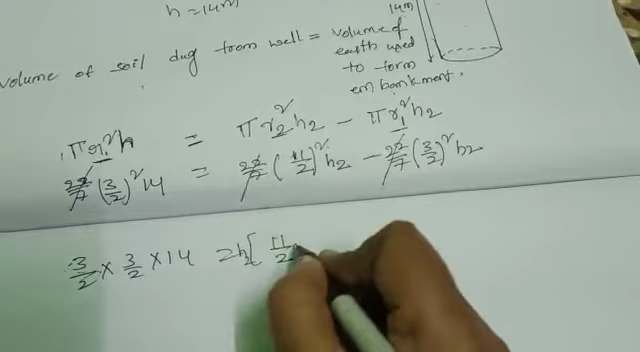 h = 14m
14m
Volume of soil dug from well = volume of
earth used
to form
embankment.
πr₁²h = πr₂²h₂ - πr₁²h₂
22/7 (3/2)² 14 = 22/7 (11/2)² h₂ - 22/7 (3/2)² h₂
3/2 × 3/2 × 14 = h₂[ 11/2